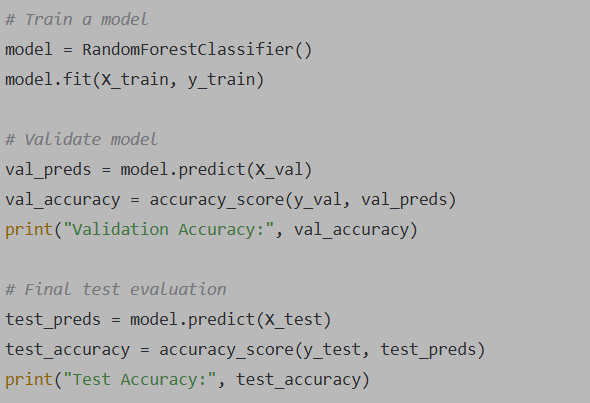 # Train a model
model = RandomForestClassifier()
model.fit(X_train, y_train)
# Validate model
val_preds = model.predict(X_val)
val_accuracy = accuracy_score(y_val, val_preds)
print("Validation Accuracy:", val_accuracy)
# Final test evaluation
test_preds = model.predict(X_test)
test_accuracy = accuracy_score(y_test, test_preds)
print("Test Accuracy:", test_accuracy)